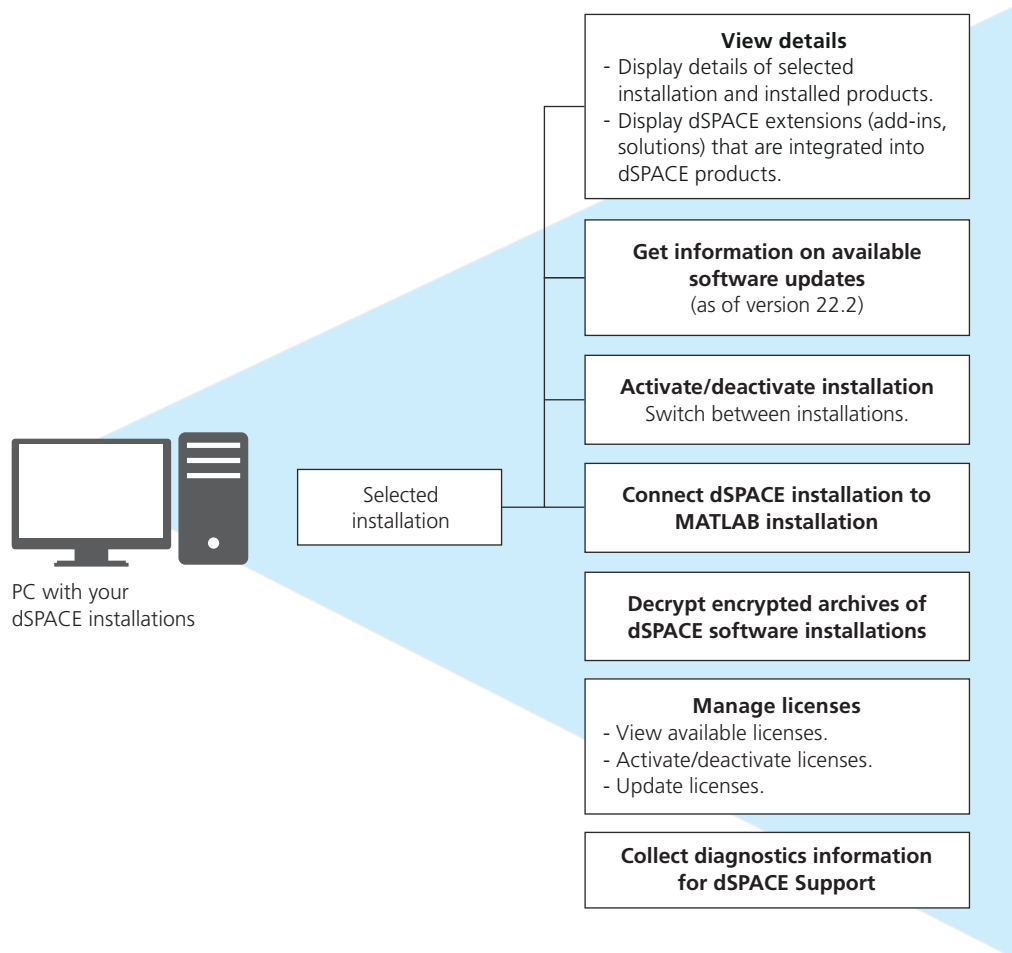 View details
- Display details of selected
installation and installed products.
- Display dSPACE extensions (add-ins,
solutions) that are integrated into
dSPACE products.
Get information on available
software updates
(as of version 22.2)
Activate/deactivate installation
Switch between installations.
Selected
installation
Connect dSPACE installation to
MATLAB installation
PC with your
dSPACE installations
Decrypt encrypted archives of
dSPACE software installations
Manage licenses
- View available licenses.
- Activate/deactivate licenses.
- Update licenses.
Collect diagnostics information
for dSPACE Support